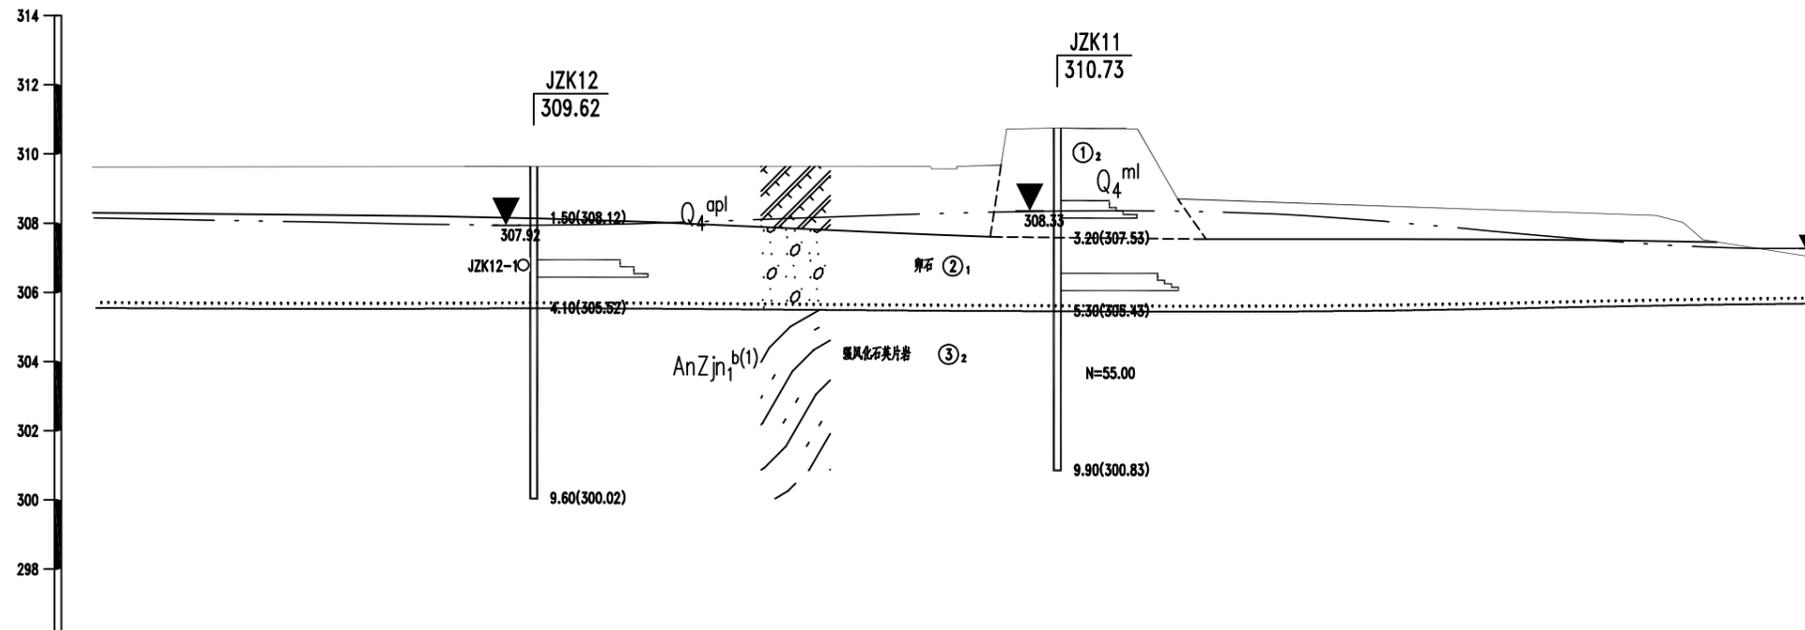 314
312
310
308
306
304
302
300
298
JZK12
309.62
JZK11
310.73
①₂
Q₄ᵐˡ
Q₄ᵃᵖˡ
1.50(308.12)
307.92
308.33
3.20(307.53)
JZK12-1
卵石 ②₁
4.10(305.52)
5.30(305.43)
AnZjn₁ᵇ⁽¹⁾
强风化石英片岩 ③₂
N=55.00
9.90(300.83)
9.60(300.02)